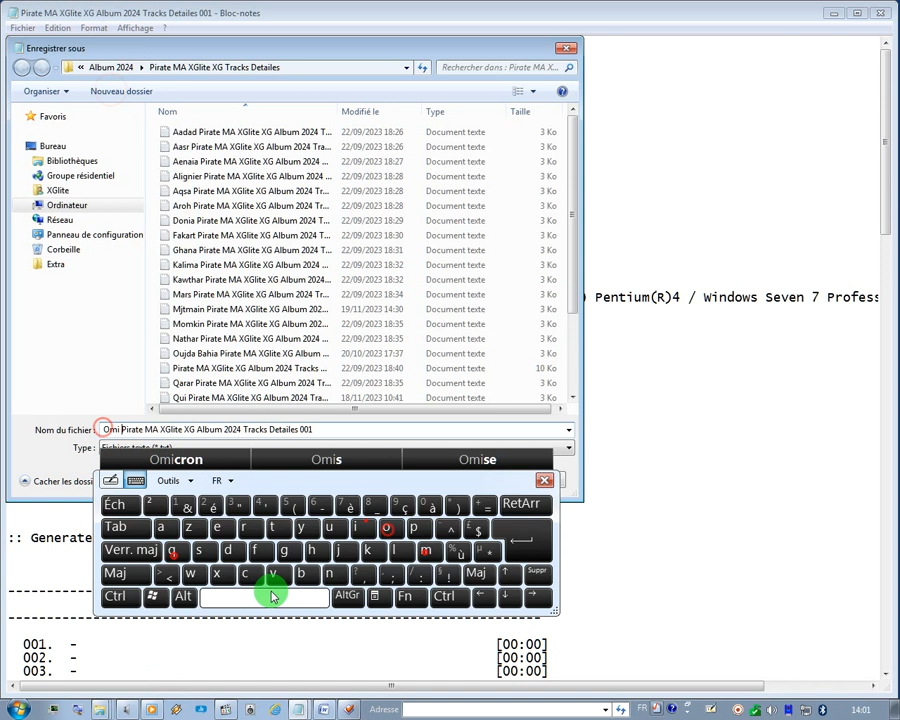 Pirate MA XGlite XG Album 2024 Tracks Detailes 001 - Bloc-notes
Fichier Edition Format Affichage ?
Enregistrer sous
« Album 2024 Pirate MA XGlite XG Tracks Detailes Rechercher dans : Pirate MA X...
Organiser Nouveau dossier
Nom Modifié le Type Taille
Favoris
Bureau
Bibliothèques
Groupe résidentiel
XGlite
Ordinateur
Réseau
Panneau de configuration
Corbeille
Extra
Aadad Pirate MA XGlite XG Album 2024 T... 22/09/2023 18:26 Document texte 3 Ko
Aasr Pirate MA XGlite XG Album 2024 Tra... 22/09/2023 18:26 Document texte 3 Ko
Aenaia Pirate MA XGlite XG Album 2024 ... 22/09/2023 18:27 Document texte 3 Ko
Alignier Pirate MA XGlite XG Album 2024 ... 22/09/2023 18:28 Document texte 3 Ko
Aqsa Pirate MA XGlite XG Album 2024 Tr... 22/09/2023 18:28 Document texte 3 Ko
Aroh Pirate MA XGlite XG Album 2024 Tr... 22/09/2023 18:28 Document texte 3 Ko
Donia Pirate MA XGlite XG Album 2024 Tr... 22/09/2023 18:29 Document texte 3 Ko
Fakart Pirate MA XGlite XG Album 2024 T... 22/09/2023 18:30 Document texte 3 Ko
Ghana Pirate MA XGlite XG Album 2024 T... 22/09/2023 18:31 Document texte 3 Ko
Kalima Pirate MA XGlite XG Album 2024 T... 22/09/2023 18:32 Document texte 3 Ko
Kawthar Pirate MA XGlite XG Album 2024 ... 22/09/2023 18:32 Document texte 3 Ko
Mars Pirate MA XGlite XG Album 2024 Tr... 22/09/2023 18:34 Document texte 3 Ko
Mjtmain Pirate MA XGlite XG Album 202... 19/11/2023 14:30 Document texte 3 Ko
Momkin Pirate MA XGlite XG Album 202... 22/09/2023 18:35 Document texte 3 Ko
Nathar Pirate MA XGlite XG Album 2024 T... 22/09/2023 18:35 Document texte 3 Ko
Oujda Bahia Pirate MA XGlite XG Album ... 20/10/2023 17:37 Document texte 3 Ko
Pirate MA XGlite XG Album 2024 Tracks ... 22/09/2023 18:40 Document texte 10 Ko
Qarar Pirate MA XGlite XG Album 2024 Tr... 22/09/2023 18:35 Document texte 3 Ko
Qui Pirate MA XGlite XG Album 2024 Trac... 18/11/2023 10:41 Document texte 3 Ko
) Pentium(R)4 / Windows Seven 7 Profess
Nom du fichier : Omi Pirate MA XGlite XG Album 2024 Tracks Detailes 001
Type : Fichiers texte (*.txt)
Cacher les dossi
Omicron Omis Omise
Outils FR
Éch ² 1 & 2 é 3 " 4 ' 5 ( 6 - 7 è 8 _ 9 ç 0 à ° ) + = RetArr
Tab a z e r t y u i o p ¨ ^ £ $
Verr. maj q s d f g h j k l m % ù µ *
Maj > < w x c v b n ? , . ; / : § ! Maj ↑ Suppr
Ctrl Alt AltGr Fn Ctrl ← ↓ →
:: Generate
------------------------------
------------------------------
001. - [00:00]
002. - [00:00]
003. - [00:00]
Adresse FR 14:01